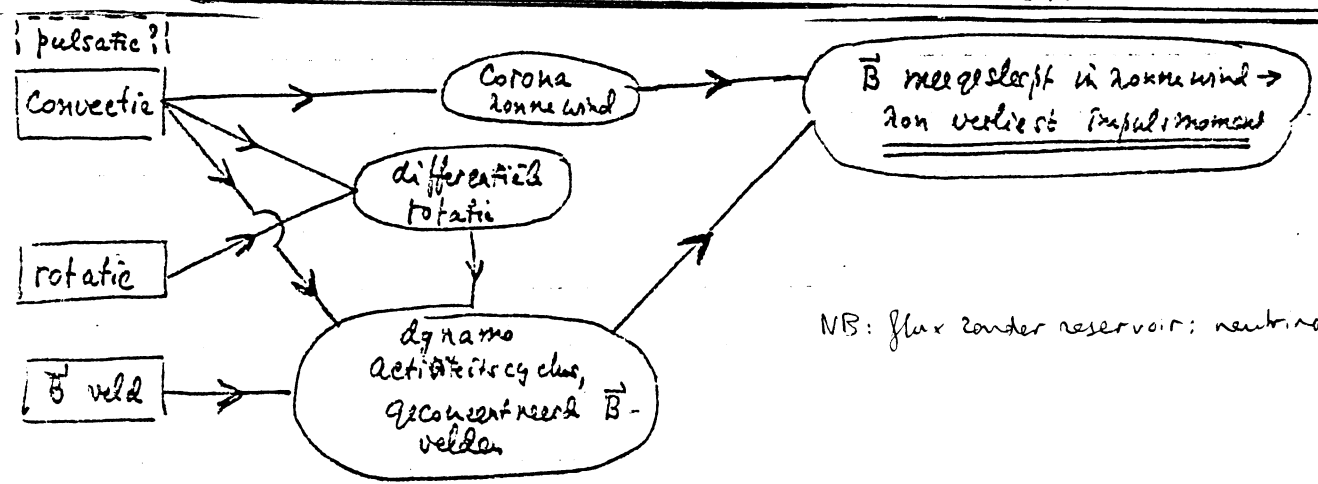 pulsatie?
Convectie
Corona
zonnewind
B⃗ meegesleept in zonnewind →
zon verliest impulsmoment
differentiële
rotatie
rotatie
NB: flux zonder reservoir: neutrino
B⃗ veld
dynamo
activiteitscyclus,
geconcentreerde B⃗-
velden